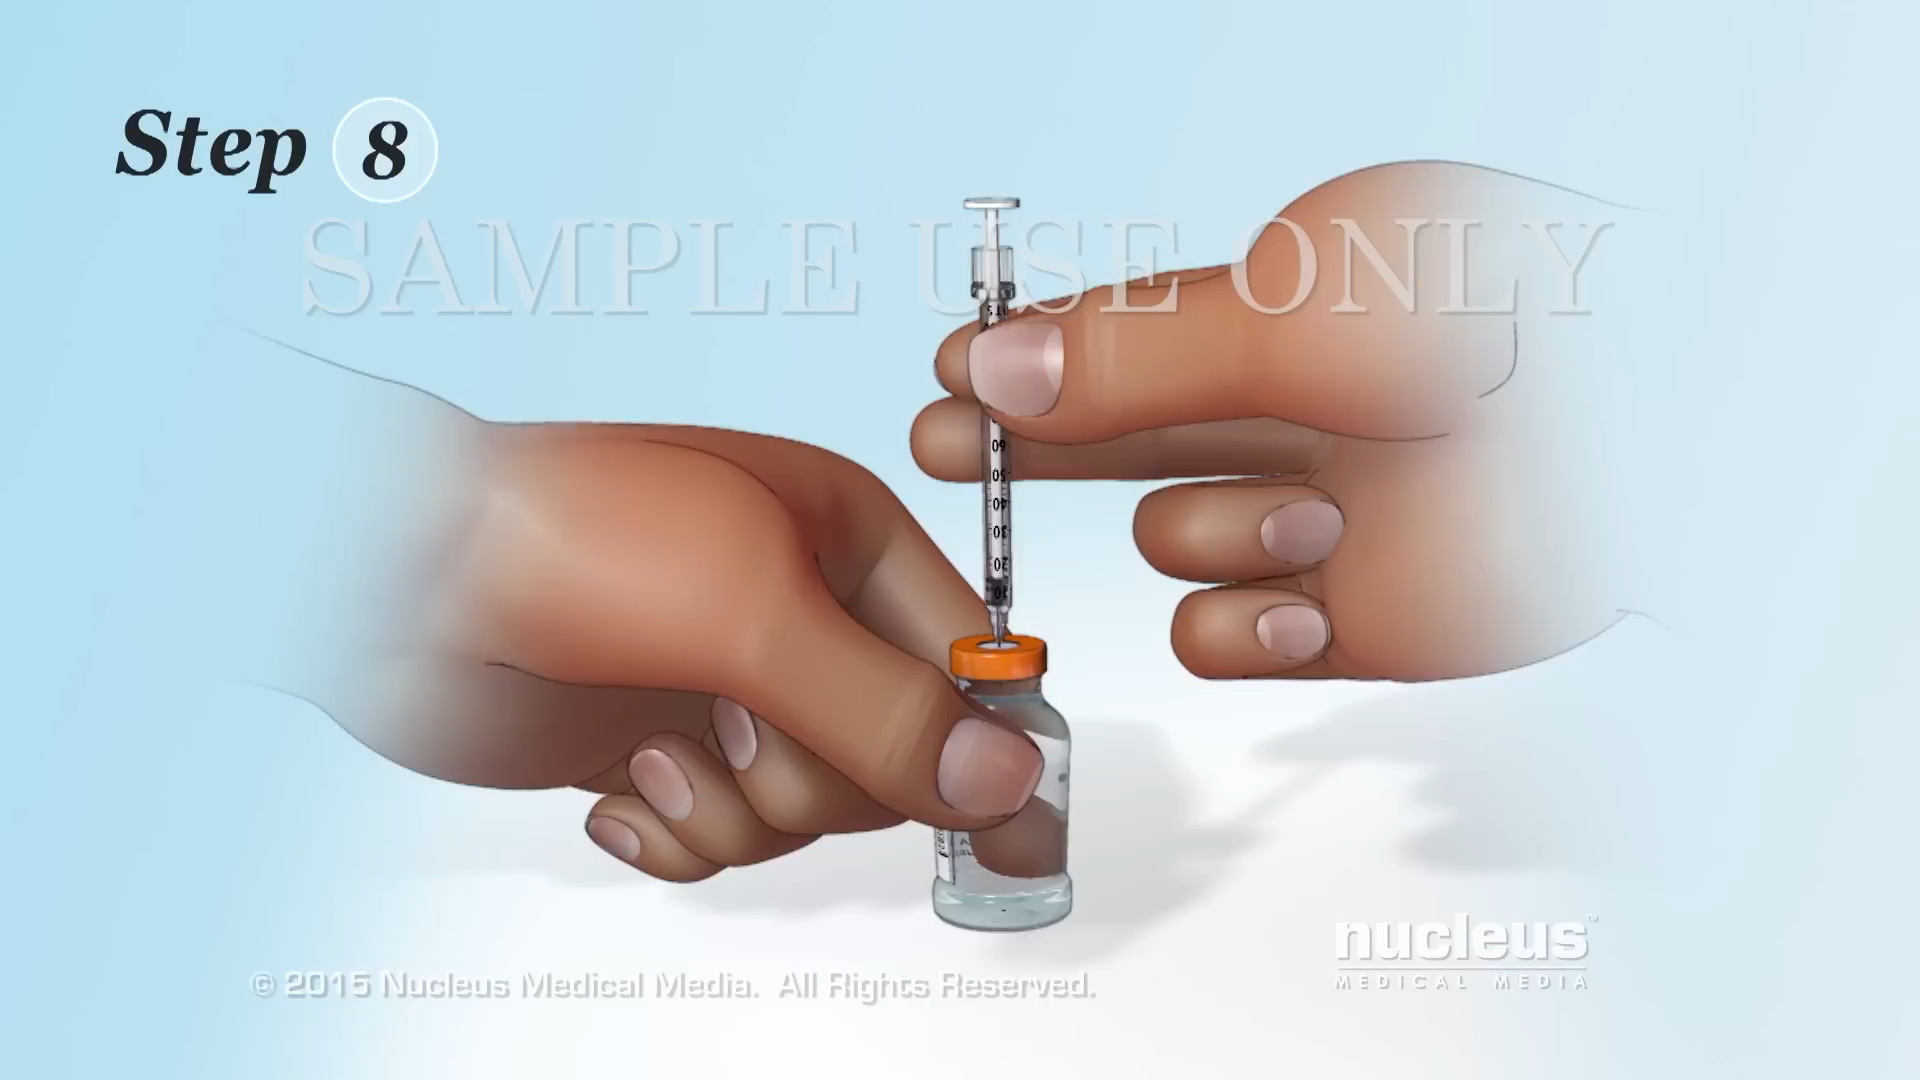 Step 8
SAMPLE USE ONLY
60
50
40
30
20
10
nucleus™
MEDICAL MEDIA
© 2015 Nucleus Medical Media. All Rights Reserved.